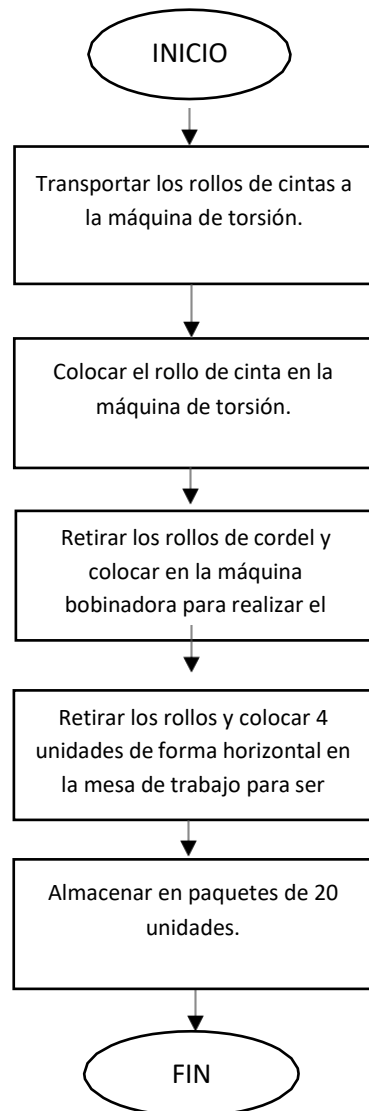 INICIO
Transportar los rollos de cintas a
la máquina de torsión.
Colocar el rollo de cinta en la
máquina de torsión.
Retirar los rollos de cordel y
colocar en la máquina
bobinadora para realizar el
Retirar los rollos y colocar 4
unidades de forma horizontal en
la mesa de trabajo para ser
Almacenar en paquetes de 20
unidades.
FIN